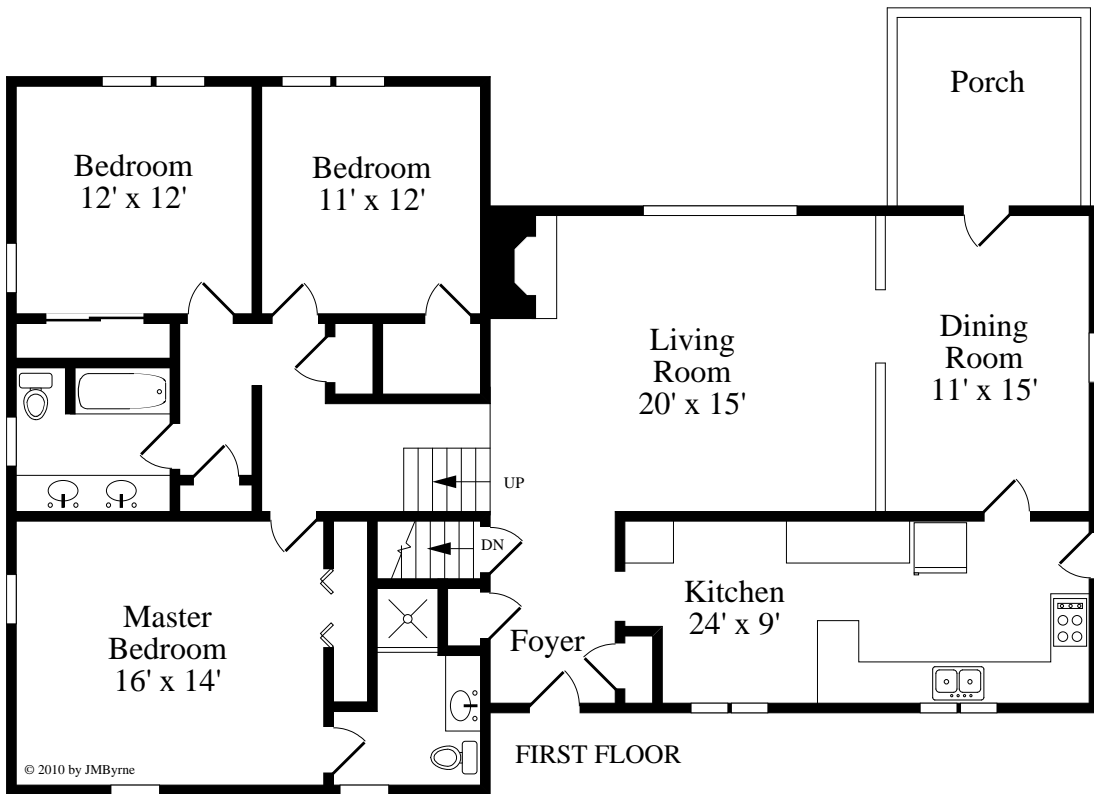 Porch
Bedroom
12' x 12'
Bedroom
11' x 12'
Living
Room
20' x 15'
Dining
Room
11' x 15'
UP
DN
Master
Bedroom
16' x 14'
Foyer
Kitchen
24' x 9'
FIRST FLOOR
© 2010 by JMByrne